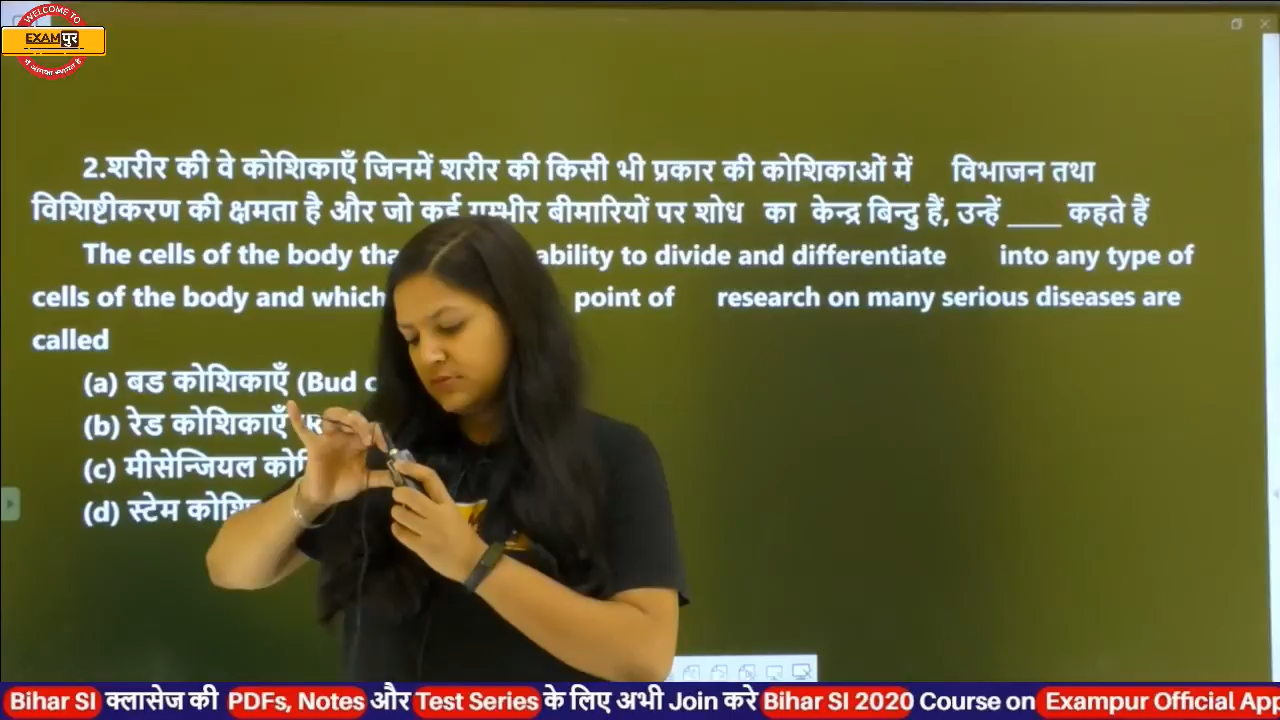 WELCOME TO
EXAMपुर
2.शरीर की वे कोशिकाएँ जिनमें शरीर की किसी भी प्रकार की कोशिकाओं में विभाजन तथा
विशिष्टीकरण की क्षमता है और जो कई गम्भीर बीमारियों पर शोध का केन्द्र बिन्दु हैं, उन्हें ____ कहते हैं
The cells of the body ability to divide and differentiate into any type of
cells of the body and which point of research on many serious diseases are
called
(a) बड कोशिकाएँ (Bud
(b) रेड कोशिकाएँ
(c) मीसेन्जियल
(d) स्टेम
Bihar SI क्लासेज की PDFs, Notes और Test Series के लिए अभी Join करे Bihar SI 2020 Course on Exampur Official App